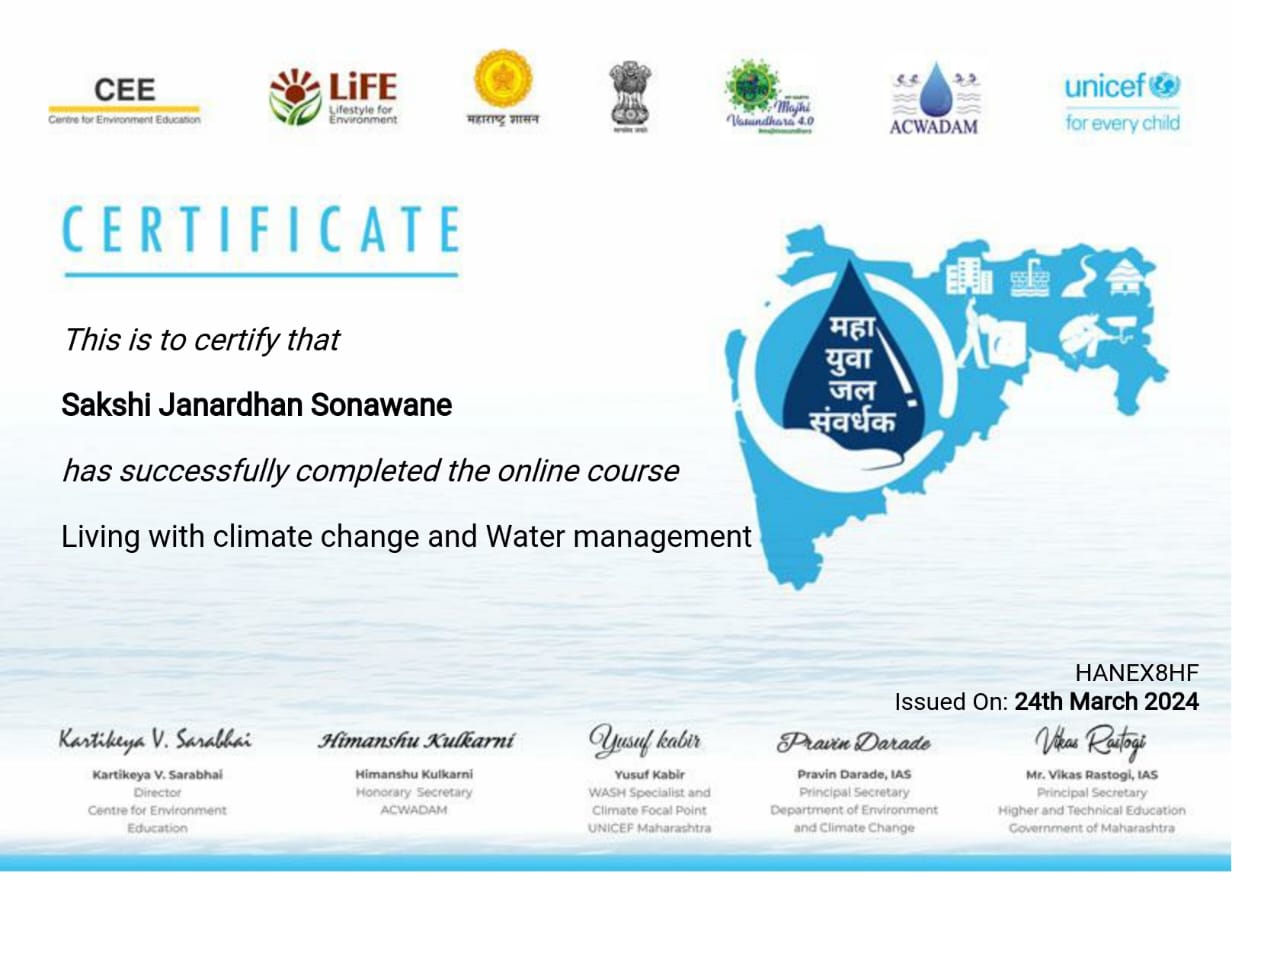 CEE
Centre for Environment Education
LiFE
Lifestyle for
Environment
महाराष्ट्र शासन
Majhi
Vasundhara 4.0
ACWADAM
unicef
for every child
CERTIFICATE
This is to certify that
Sakshi Janardhan Sonawane
has successfully completed the online course
Living with climate change and Water management
महा
युवा
जल
संवर्धक
HANEX8HF
Issued On: 24th March 2024
Kartikeya V. Sarabhai
Kartikeya V. Sarabhai
Director
Centre for Environment
Education
Himanshu Kulkarni
Himanshu Kulkarni
Honorary Secretary
ACWADAM
Yusuf kabir
Yusuf Kabir
WASH Specialist and
Climate Focal Point
UNICEF Maharashtra
Pravin Darade
Pravin Darade, IAS
Principal Secretary
Department of Environment
and Climate Change
Vikas Rastogi
Mr. Vikas Rastogi, IAS
Principal Secretary
Higher and Technical Education
Government of Maharashtra